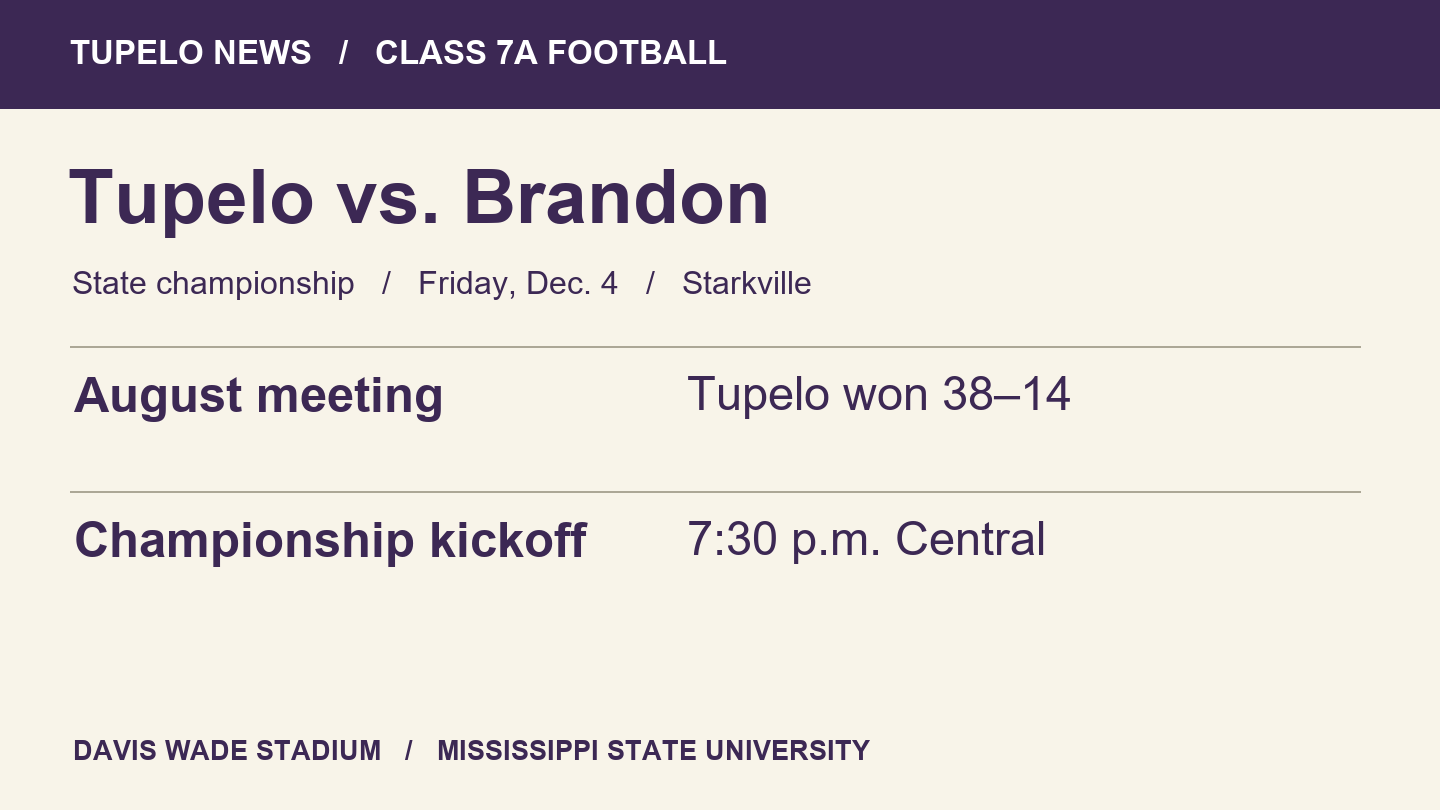 TUPELO NEWS / CLASS 7A FOOTBALL
Tupelo vs. Brandon
State championship / Friday, Dec. 4 / Starkville
August meeting Tupelo won 38–14
Championship kickoff 7:30 p.m. Central
DAVIS WADE STADIUM / MISSISSIPPI STATE UNIVERSITY